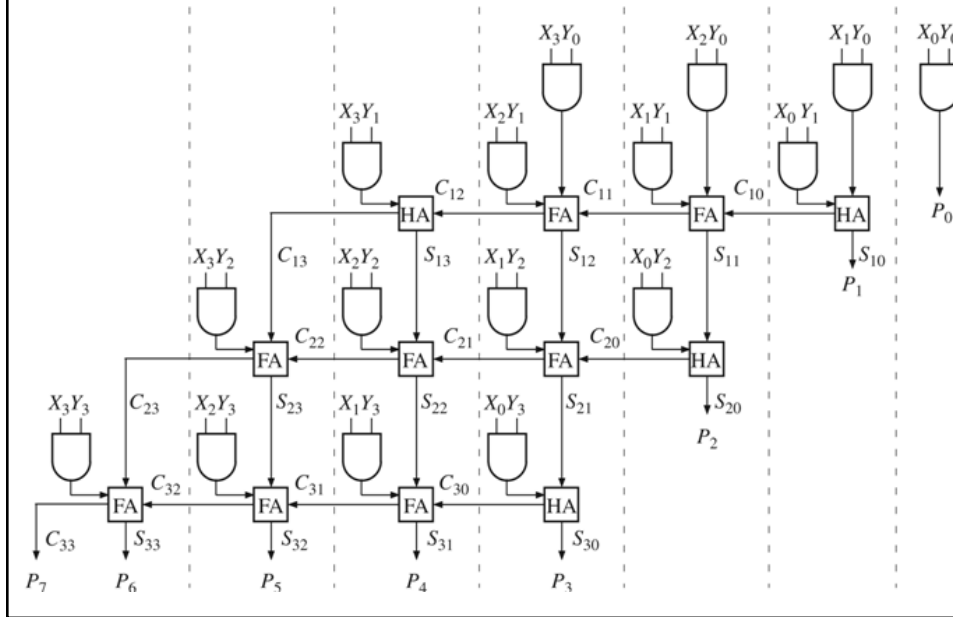 X₃Y₀ X₂Y₀ X₁Y₀ X₀Y₀
X₃Y₁ X₂Y₁ X₁Y₁ X₀ Y₁
C₁₂ C₁₁ C₁₀
HA FA FA HA P₀
C₁₃ S₁₃ S₁₂ S₁₁ S₁₀
X₃Y₂ X₂Y₂ X₁Y₂ X₀Y₂ P₁
C₂₂ C₂₁ C₂₀
FA FA FA HA
C₂₃ S₂₃ S₂₂ S₂₁ S₂₀
X₃Y₃ X₂Y₃ X₁Y₃ X₀Y₃ P₂
C₃₂ C₃₁ C₃₀
FA FA FA HA
C₃₃ S₃₃ S₃₂ S₃₁ S₃₀
P₇ P₆ P₅ P₄ P₃